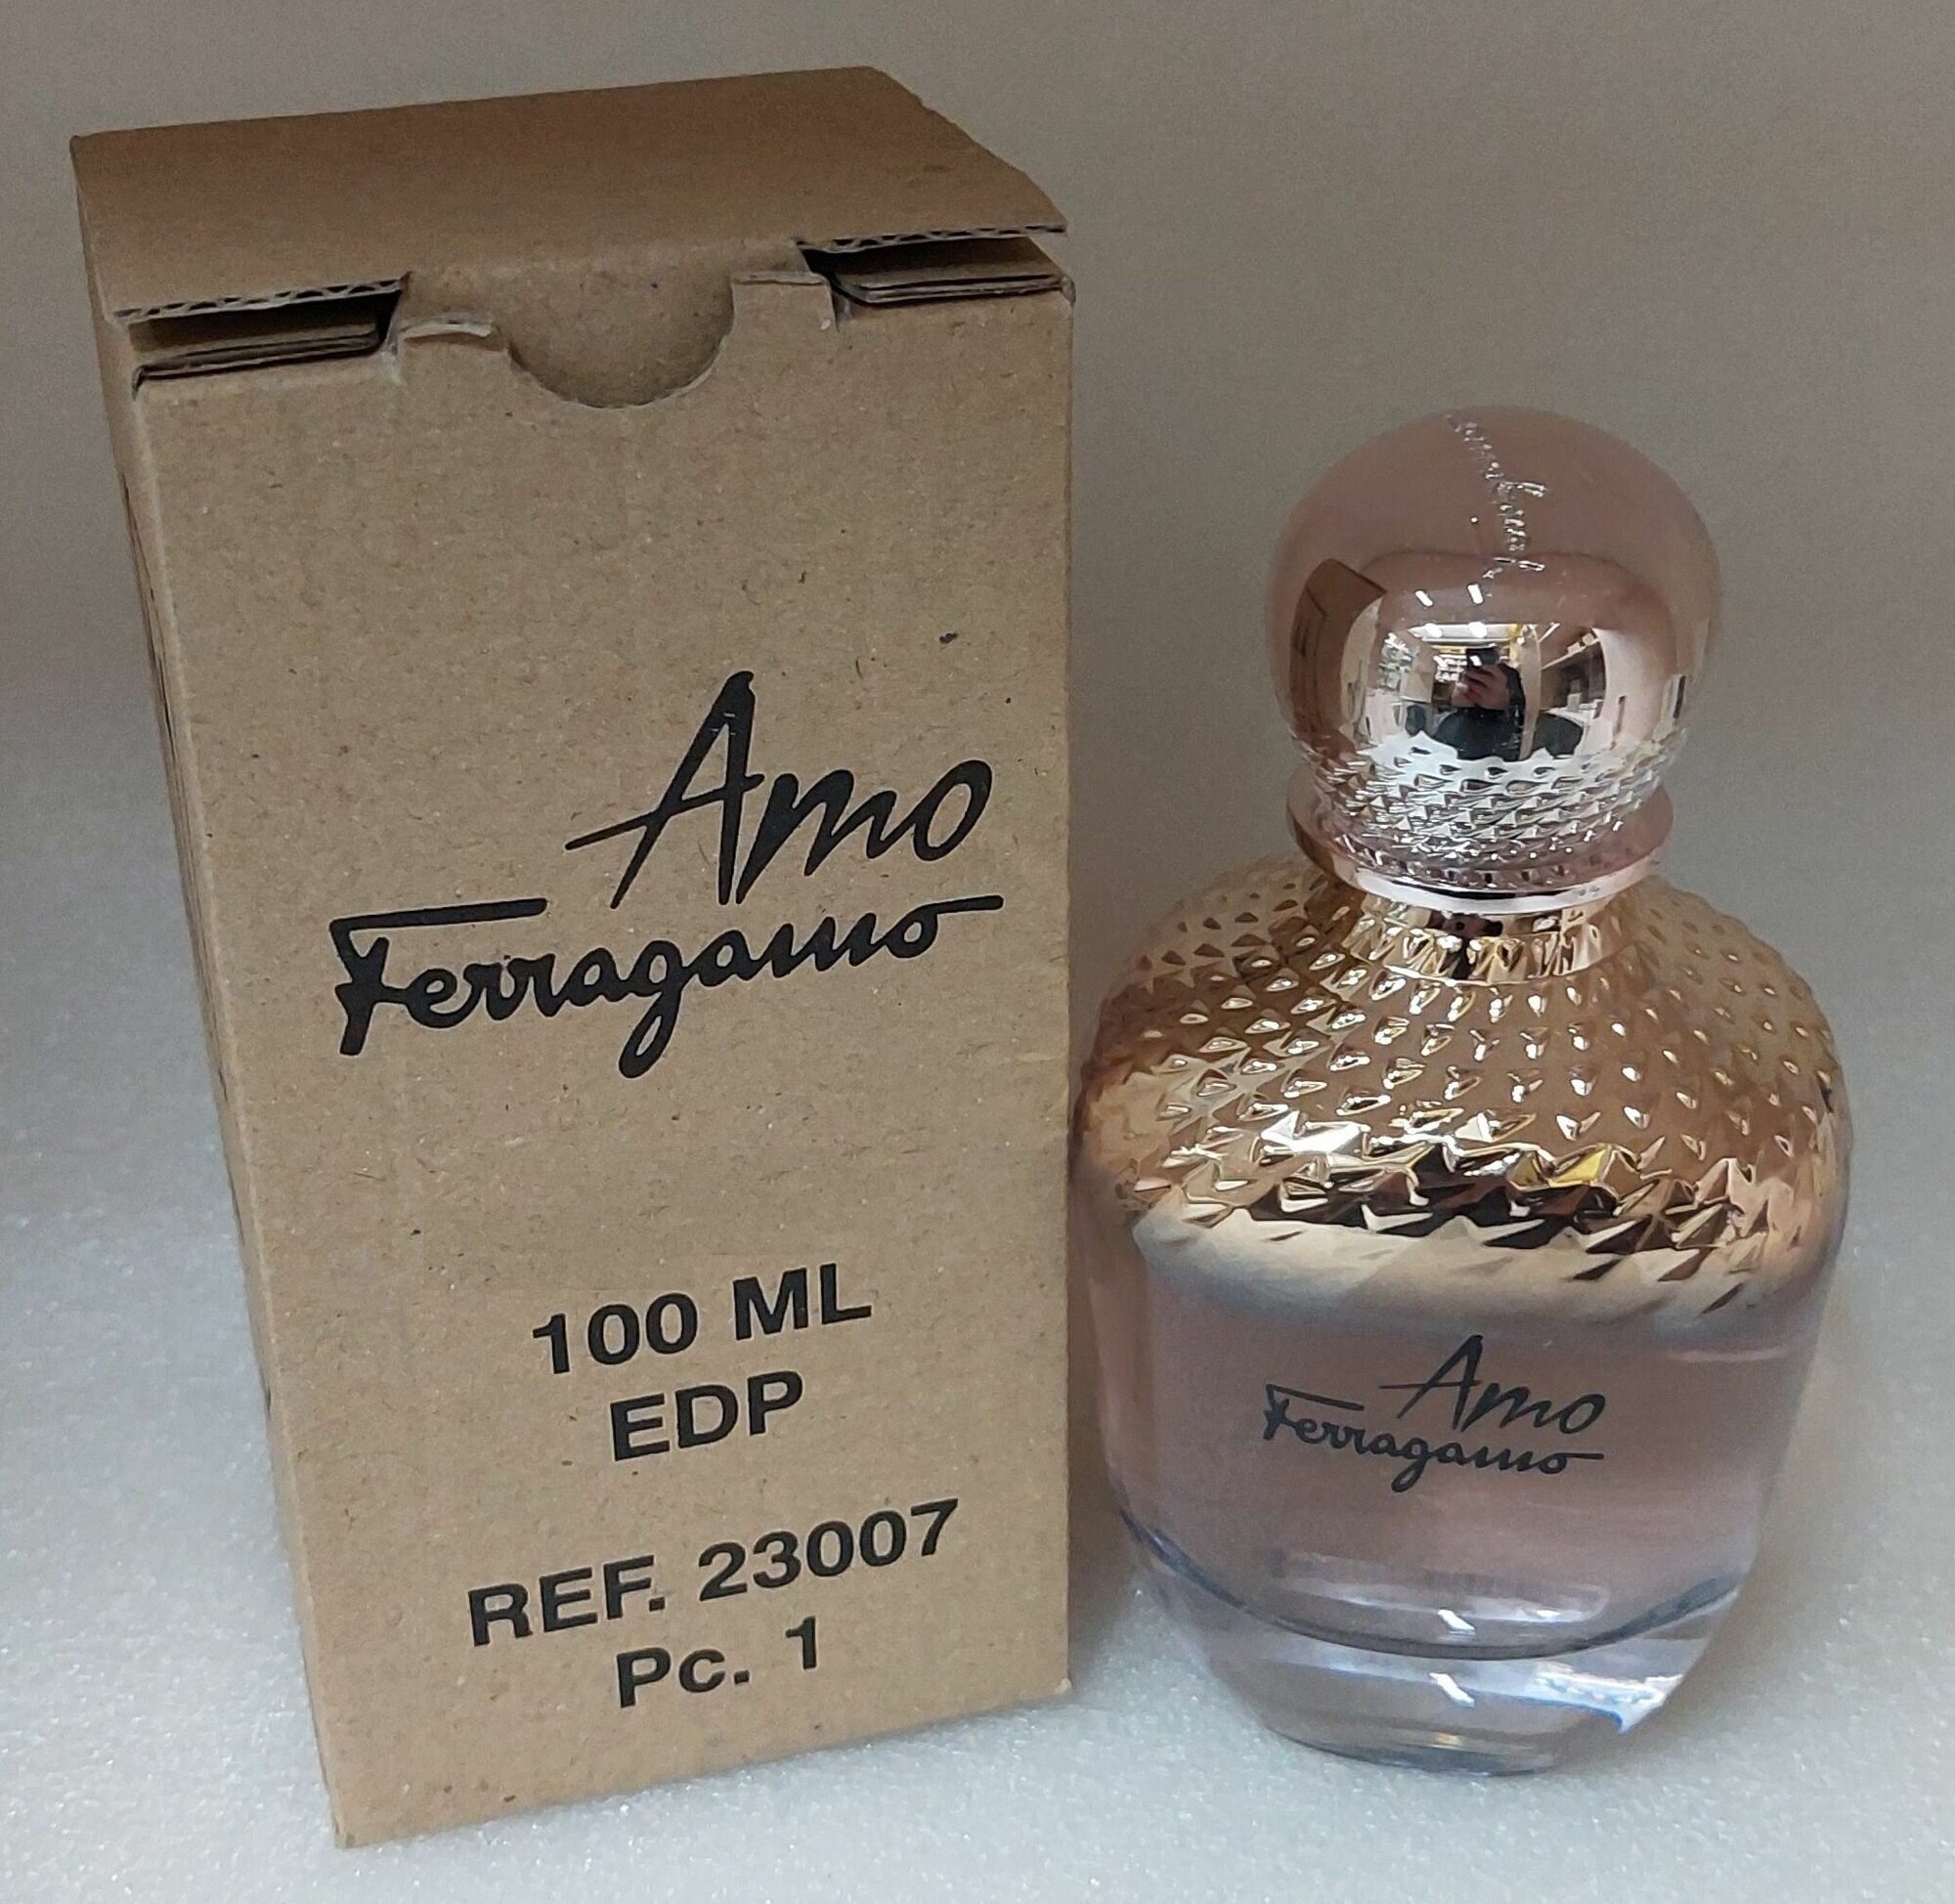 Amo
Ferragamo
100 ML
EDP
REF. 23007
Pc. 1
Amo
Ferragamo